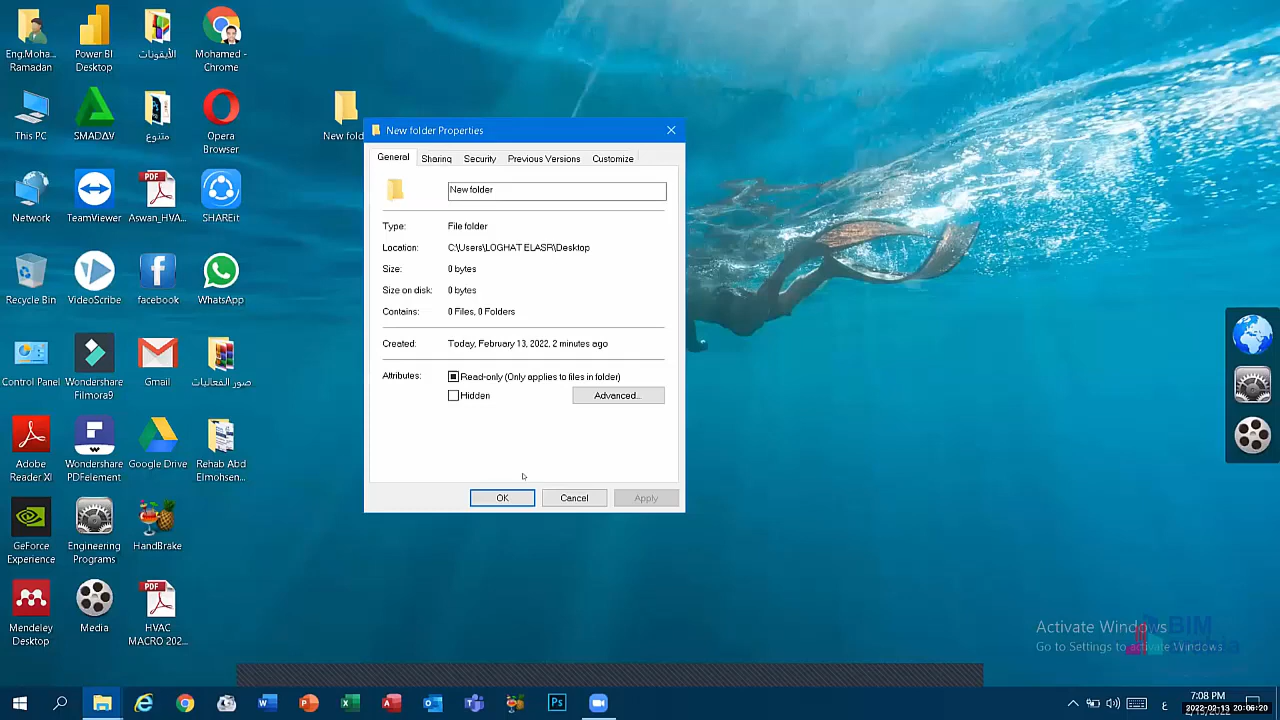 Eng.Moha...
Ramadan
Power BI
Desktop
الأيقونات
Mohamed -
Chrome
This PC
SMADΔV
متنوع
Opera
Browser
New fold
Network
TeamViewer
PDF
Aswan_HVA...
SHAREit
Recycle Bin
VideoScribe
facebook
WhatsApp
Control Panel
Wondershare
Filmora9
Gmail
صور الفعاليات
Adobe
Reader XI
Wondershare
PDFelement
Google Drive
Rehab Abd
Elmohsen...
GeForce
Experience
Engineering
Programs
HandBrake
Mendeley
Desktop
Media
PDF
HVAC
MACRO 202...
New folder Properties
General Sharing Security Previous Versions Customize
New folder
Type: File folder
Location: C:\Users\LOGHAT ELASR\Desktop
Size: 0 bytes
Size on disk: 0 bytes
Contains: 0 Files, 0 Folders
Created: Today, February 13, 2022, 2 minutes ago
Attributes: Read-only (Only applies to files in folder)
Hidden Advanced...
OK Cancel Apply
Activate Windows
Go to Settings to activate Windows.
BIM
Ps
ع
7:08 PM
2022-02-13 20:06:20